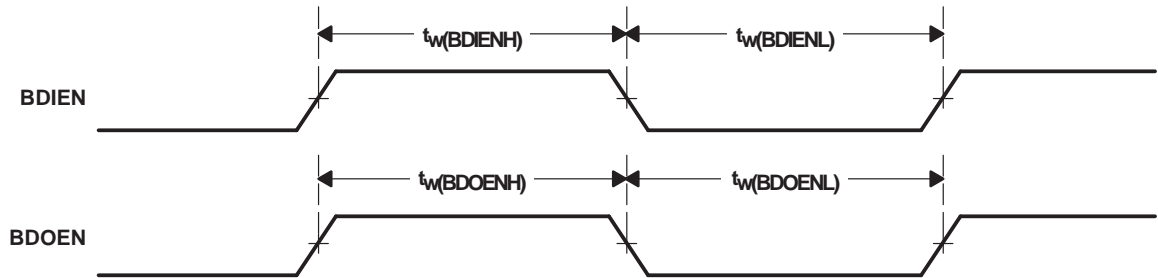 tw(BDIENH) tw(BDIENL)
BDIEN
tw(BDOENH) tw(BDOENL)
BDOEN